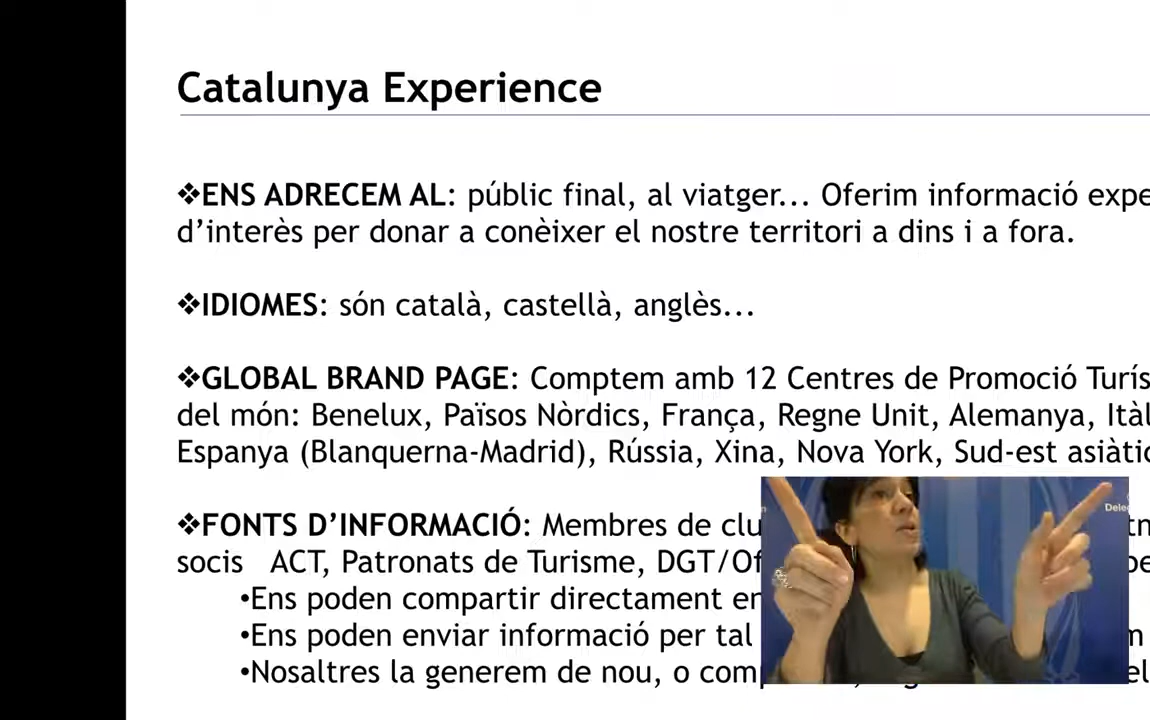 Catalunya Experience
❖ENS ADRECEM AL: públic final, al viatger... Oferim informació expe
d’interès per donar a conèixer el nostre territori a dins i a fora.
❖IDIOMES: són català, castellà, anglès...
❖GLOBAL BRAND PAGE: Comptem amb 12 Centres de Promoció Turís
del món: Benelux, Països Nòrdics, França, Regne Unit, Alemanya, Itàl
Espanya (Blanquerna-Madrid), Rússia, Xina, Nova York, Sud-est asiàtic
❖FONTS D’INFORMACIÓ: Membres de clu
socis ACT, Patronats de Turisme, DGT/Of
•Ens poden compartir directament en
•Ens poden enviar informació per tal
•Nosaltres la generem de nou, o comp
Deleg